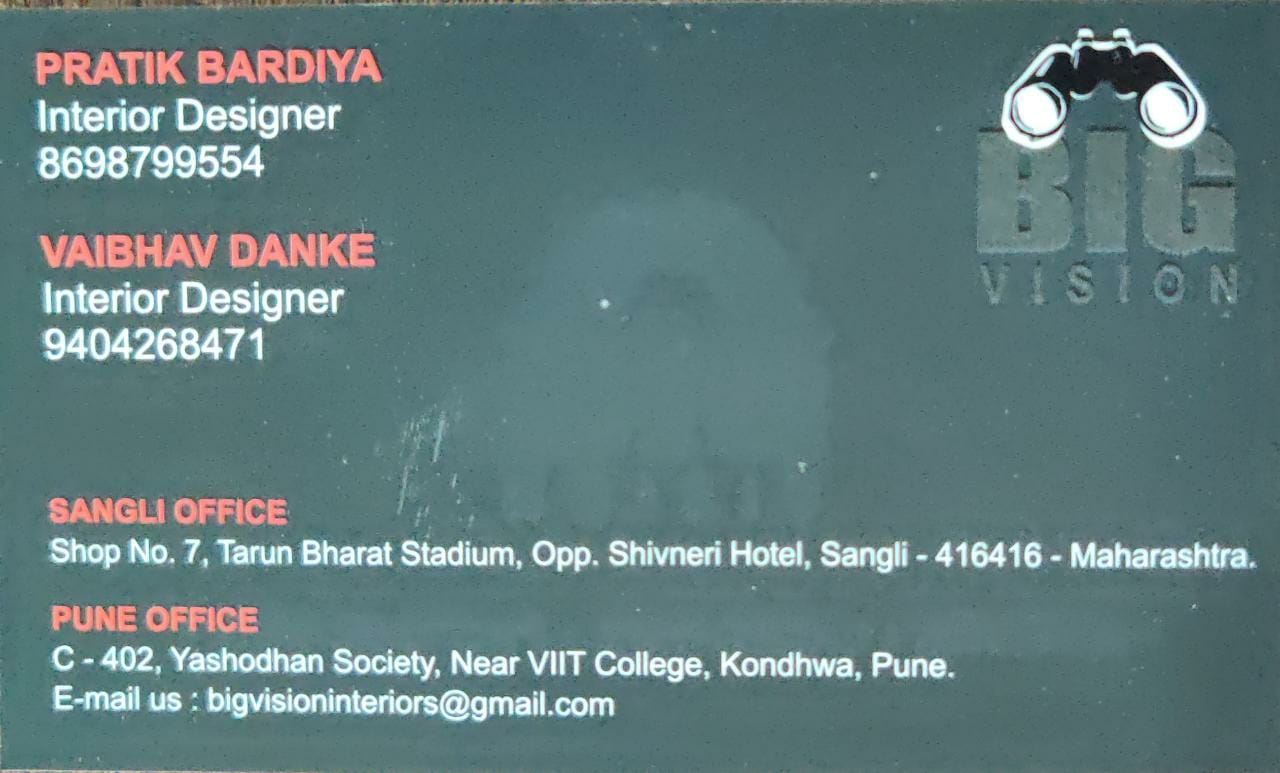 PRATIK BARDIYA
Interior Designer
8698799554
VAIBHAV DANKE
Interior Designer
9404268471
BIG
VISION
SANGLI OFFICE
Shop No. 7, Tarun Bharat Stadium, Opp. Shivneri Hotel, Sangli - 416416 - Maharashtra.
PUNE OFFICE
C - 402, Yashodhan Society, Near VIIT College, Kondhwa, Pune.
E-mail us : bigvisioninteriors@gmail.com